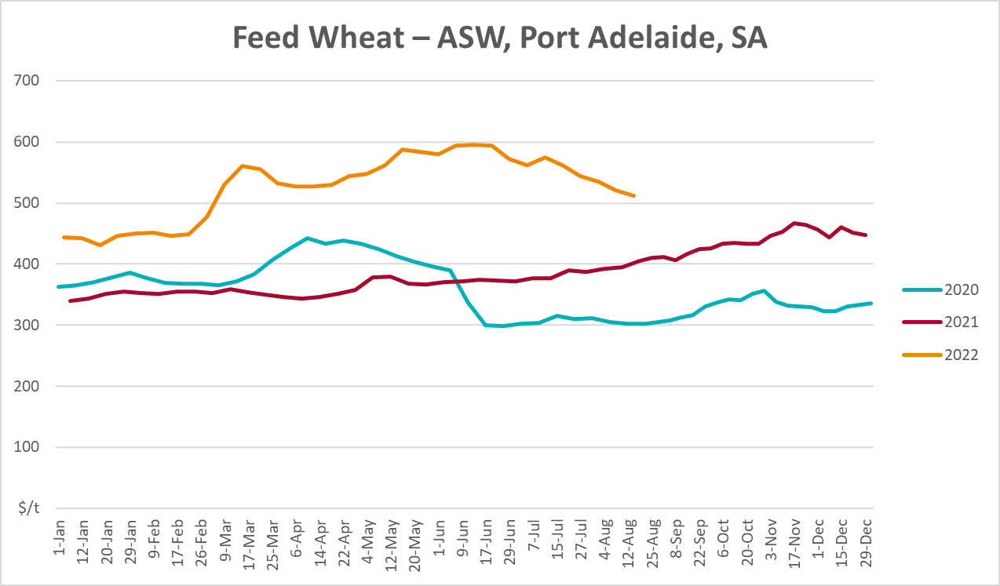 Feed Wheat – ASW, Port Adelaide, SA
700
600
500
400
300
200
100
$/t
1-Jan
12-Jan
20-Jan
29-Jan
9-Feb
17-Feb
26-Feb
9-Mar
17-Mar
25-Mar
6-Apr
14-Apr
22-Apr
4-May
12-May
20-May
1-Jun
9-Jun
17-Jun
29-Jun
7-Jul
15-Jul
27-Jul
4-Aug
12-Aug
25-Aug
8-Sep
22-Sep
6-Oct
20-Oct
3-Nov
17-Nov
1-Dec
15-Dec
29-Dec
2020
2021
2022